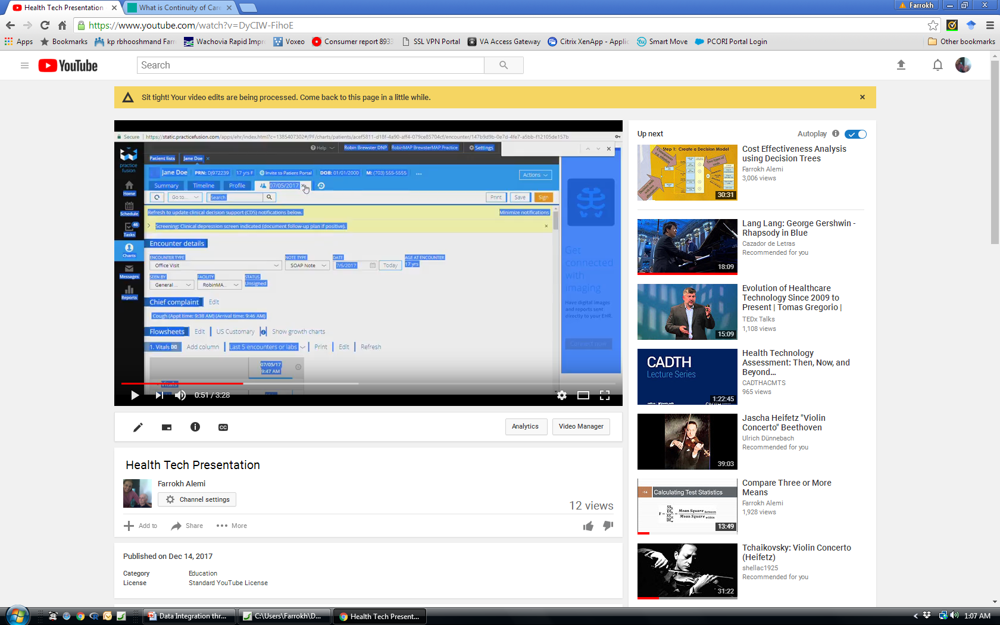 Health Tech Presentation
What is Continuity of Car
Farrokh
https://www.youtube.com/watch?v=DyCIW-FihoE
Apps
Bookmarks
kp rbhooshmand Farr
Wachovia Rapid Impr
Voxeo
Consumer report 8933
SSL VPN Portal
VA Access Gateway
Citrix XenApp - Applic
Smart Move
PCORI Portal Login
Other bookmarks
YouTube
Search
Sit tight! Your video edits are being processed. Come back to this page in a little while.
Secure https://static.practicefusion.com/apps/ehr/index.html?c=1385407302#/PF/charts/patients/acef5811-d18f-4a90-aff4-079ce85704cf/encounter/147b9d9b-0e7d-4fe7-a5bb-f12105de157b
practice fusion
Help
Robin Brewster DNP
RobinMAP BrewsterMAP Practice
Settings
Patient lists
Jane Doe
Jane Doe PRN: DJ972239 17 yrs F Invite to Patient Portal DOB: 01/01/2000 M: (703) 555-5555 ...
Actions
Summary Timeline Profile 07/05/2017
Go to...
Search
Print
Save
Sign
Home
Schedule
46
Tasks
Charts
Messages
Reports
Refresh to update clinical decision support (CDS) notifications below.
Minimize notifications
Screening: Clinical depression screen indicated (document follow-up plan if positive).
Encounter details
ENCOUNTER TYPE NOTE TYPE DATE AGE AT ENCOUNTER
Office Visit SOAP Note 7/5/2017 Today 17 yrs
SEEN BY FACILITY STATUS
General... RobinMA... Unsigned
Chief complaint Edit
Cough (Appt time: 9:38 AM) (Arrival time: 9:46 AM)
Flowsheets Edit US Customary Show growth charts
1. Vitals Add column Last 5 encounters or labs Print Edit Refresh
07/05/17
9:47 AM
Vitals
Get connected with imaging
Have digital images and reports sent directly to your EHR.
Connect now
0:51 / 3:28
CC
Analytics
Video Manager
Health Tech Presentation
Farrokh Alemi
Channel settings
12 views
Add to
Share
More
Published on Dec 14, 2017
Category Education
License Standard YouTube License
Up next
Autoplay
Step 1: Create a Decision Model
30:31
Cost Effectiveness Analysis
using Decision Trees
Farrokh Alemi
3,006 views
18:09
Lang Lang: George Gershwin -
Rhapsody in Blue
Cazador de Letras
Recommended for you
15:09
Evolution of Healthcare
Technology Since 2009 to
Present | Tomas Gregorio |
TEDx Talks
1,108 views
CADTH
Lecture Series
1:22:45
Health Technology
Assessment: Then, Now, and
Beyond...
CADTHACMTS
965 views
39:03
Jascha Heifetz "Violin
Concerto" Beethoven
Ulrich Dünnebach
Recommended for you
Calculating Test Statistics
13:49
Compare Three or More
Means
Farrokh Alemi
1,928 views
31:22
Tchaikovsky: Violin Concerto
(Heifetz)
shellac1925
Recommended for you
Data Integration thr...
C:\Users\Farrokh\D...
Health Tech Present...
1:07 AM